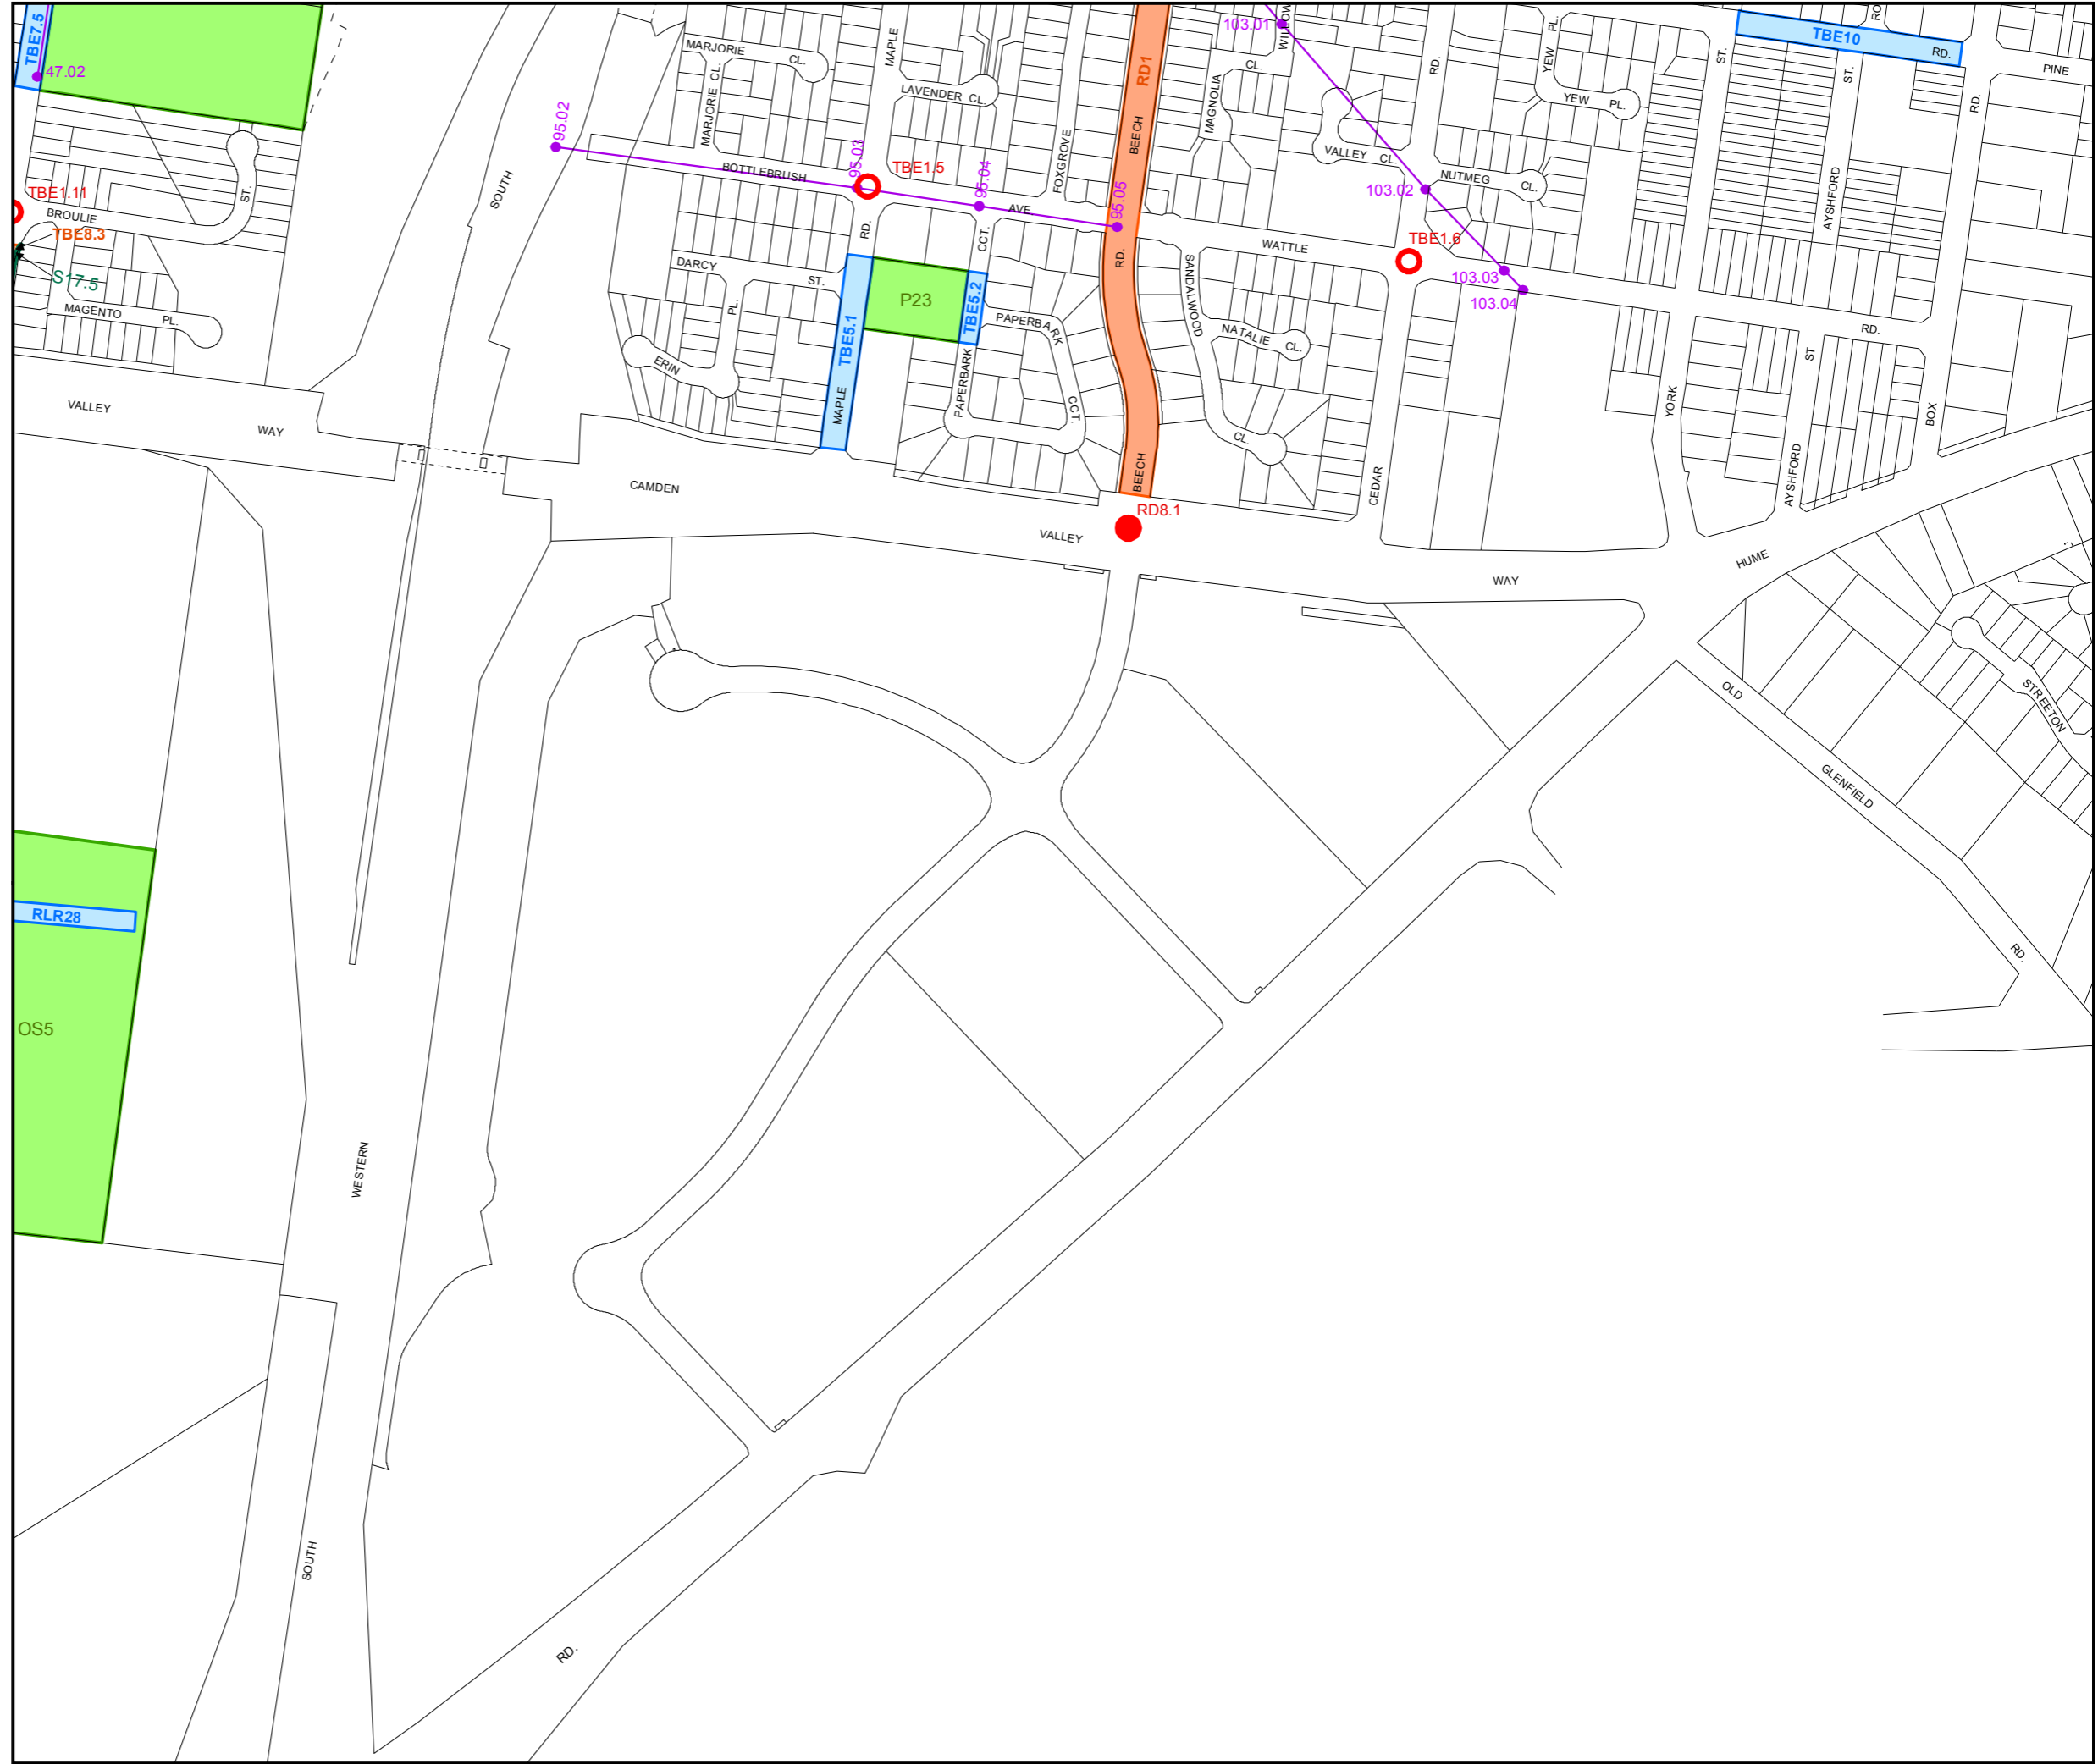 TBE7.5
47.02
MARJORIE
CL.
MARJORIE CL.
MAPLE
LAVENDER CL.
FOXGROVE
RD1
BEECH
103.01
WILLOW
CL.
MAGNOLIA
RD.
YEW PL.
YEW PL.
ST.
TBE10
RD.
ST.
PINE
RD.
95.02
SOUTH
BOTTLEBRUSH
95.03
TBE1.5
95.04
AVE.
95.05
VALLEY CL.
103.02
NUTMEG
CL.
AYSHFORD
TBE1.11
BROULIE
ST.
TBE8.3
S17.5
MAGENTO
PL.
RD.
CCT.
RD.
WATTLE
TBE1.6
103.03
103.04
DARCY
ST.
PL.
ERIN
TBE5.1
MAPLE
P23
TBE5.2
PAPERBARK
PAPERBARK
CCT.
SANDALWOOD
NATALIE
CL.
CL.
RD.
ST
YORK
BOX
AYSHFORD
VALLEY
WAY
CAMDEN
BEECH
CEDAR
RD8.1
VALLEY
WAY
HUME
OLD
STREETON
GLENFIELD
RD.
RLR28
OS5
WESTERN
SOUTH
RD.